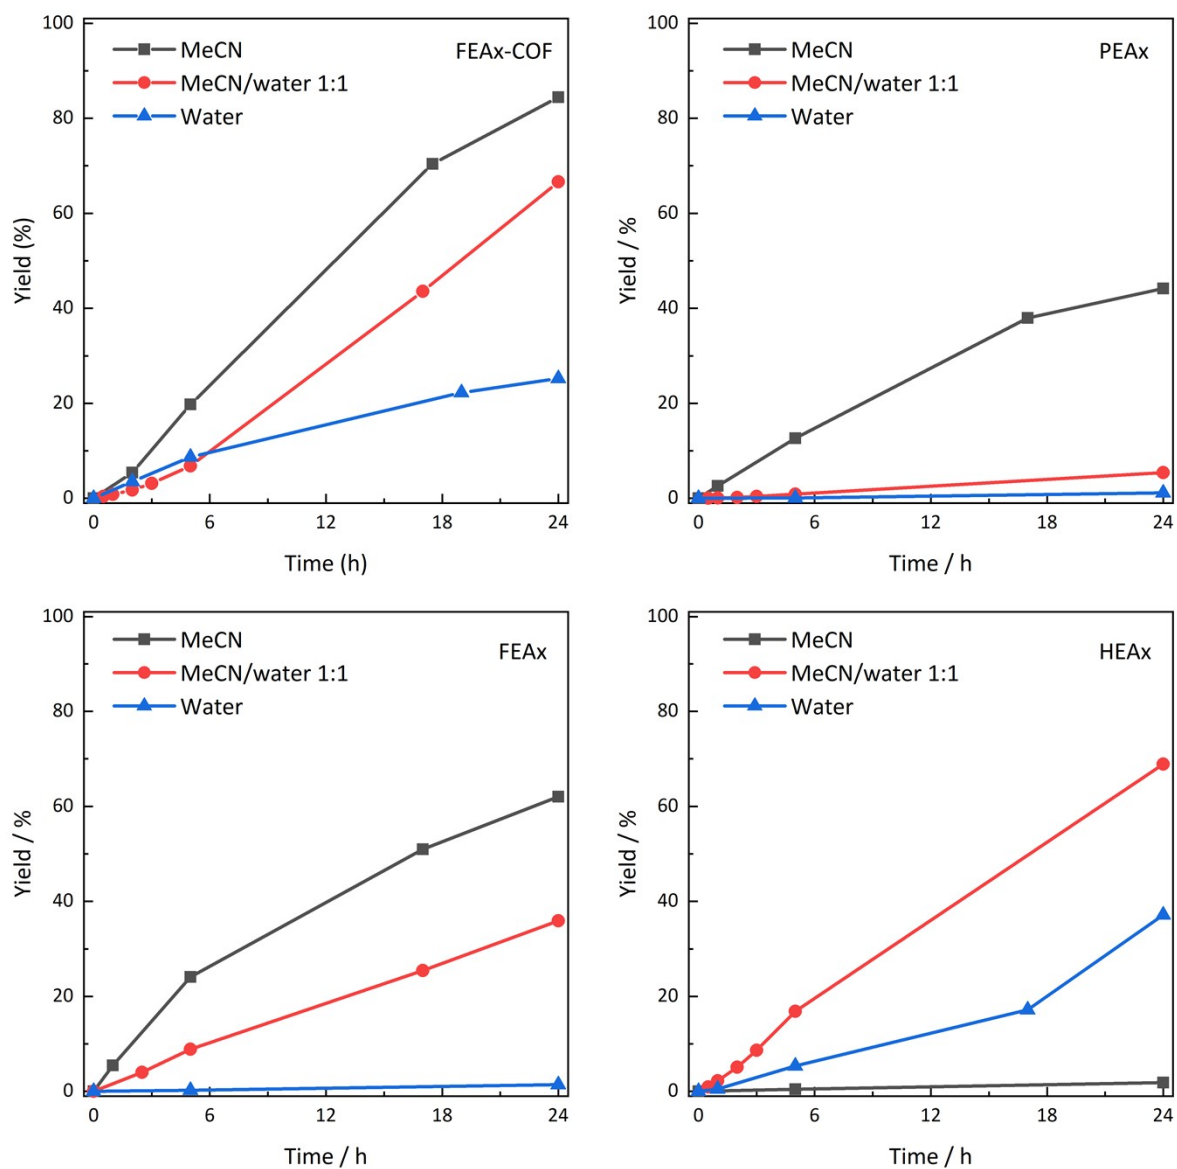 100
80
60
40
20
0
Yield (%)
MeCN
MeCN/water 1:1
Water
FEAx-COF
0 6 12 18 24
Time (h)
100
80
60
40
20
0
Yield / %
MeCN
MeCN/water 1:1
Water
PEAx
0 6 12 18 24
Time / h
100
80
60
40
20
0
Yield / %
MeCN
MeCN/water 1:1
Water
FEAx
0 6 12 18 24
Time / h
100
80
60
40
20
0
Yield / %
MeCN
MeCN/water 1:1
Water
HEAx
0 6 12 18 24
Time / h